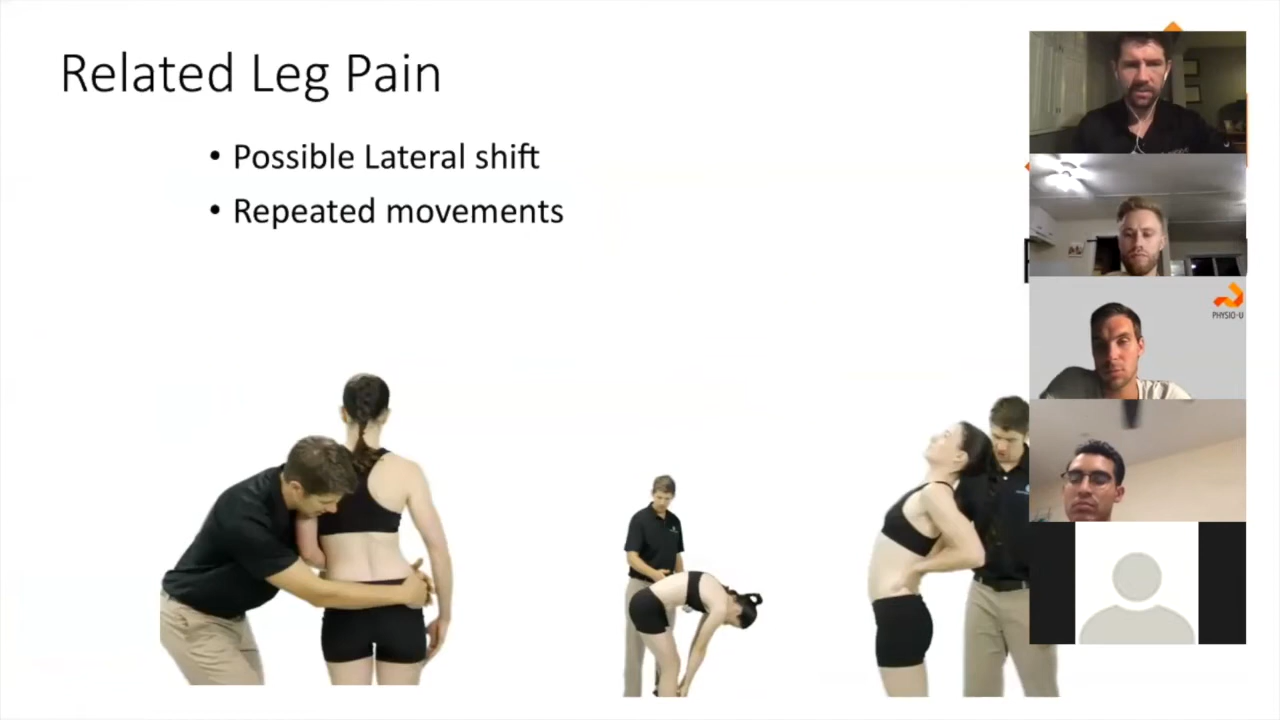 Related Leg Pain
• Possible Lateral shift
• Repeated movements
PHYSIO-U